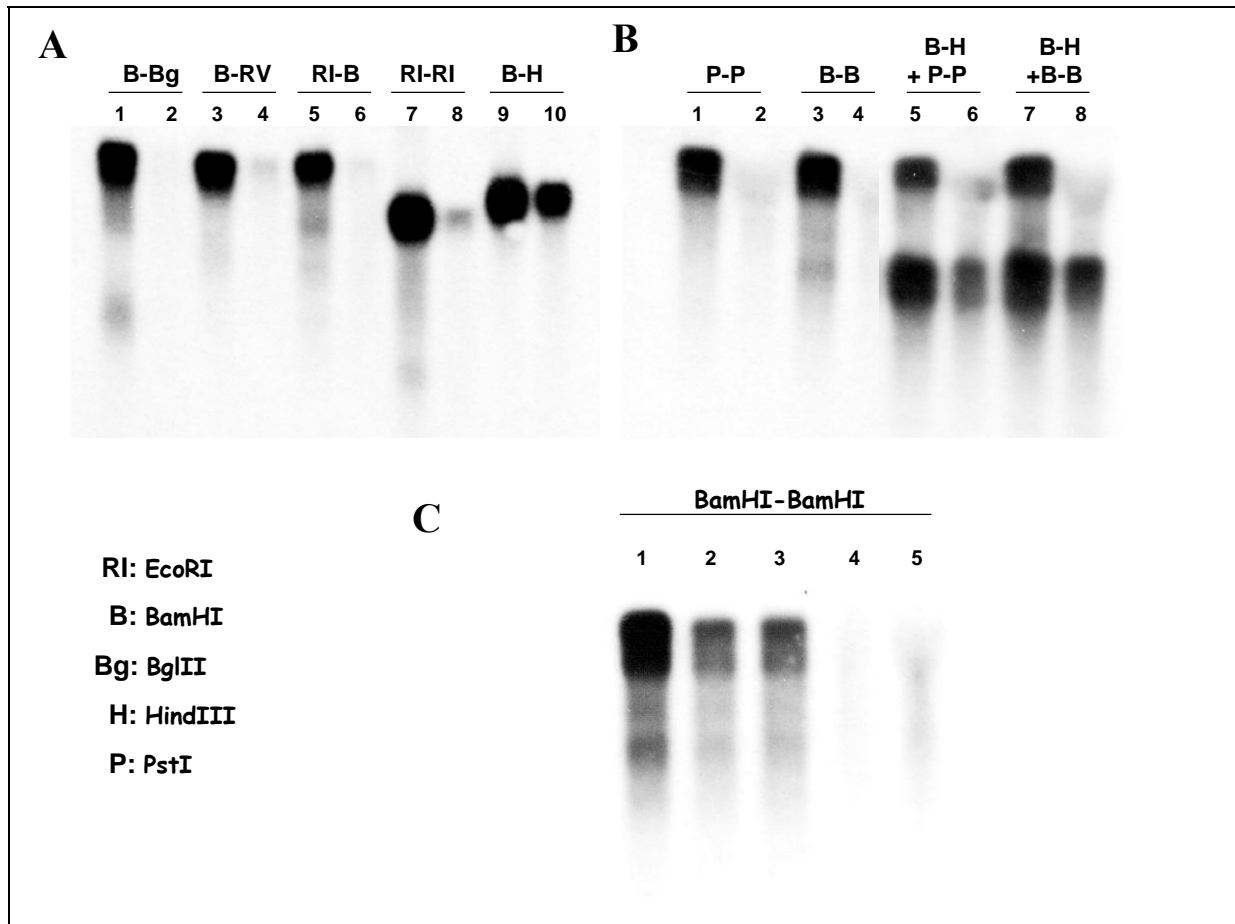 A
B-Bg B-RV RI-B RI-RI B-H
1 2 3 4 5 6 7 8 9 10
B
B-H B-H
P-P B-B + P-P +B-B
1 2 3 4 5 6 7 8
C
BamHI-BamHI
1 2 3 4 5
RI: EcoRI
B: BamHI
Bg: BglII
H: HindIII
P: PstI